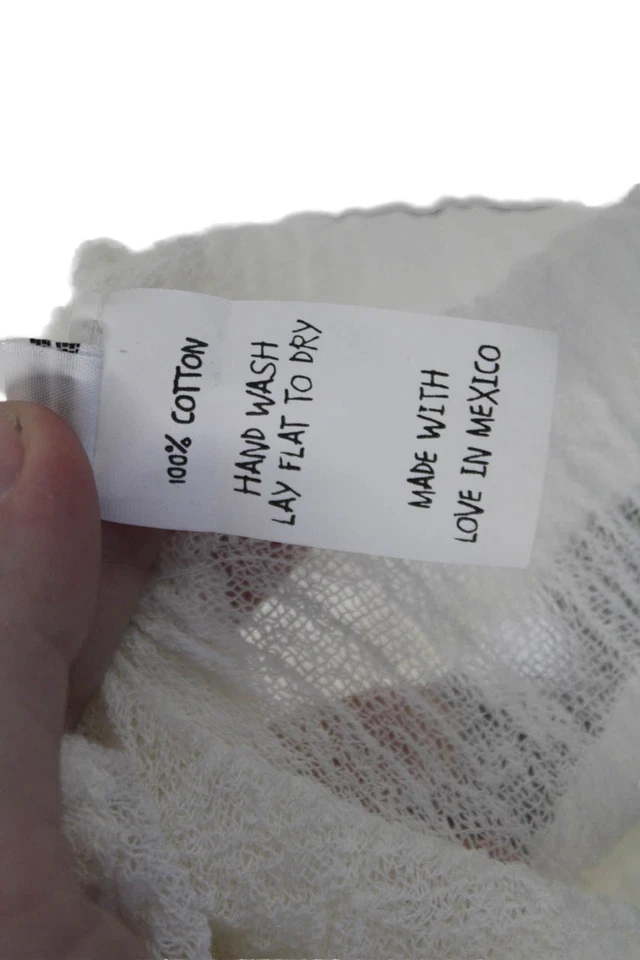 100% COTTON
HAND WASH
LAY FLAT TO DRY
MADE WITH
LOVE IN MEXICO